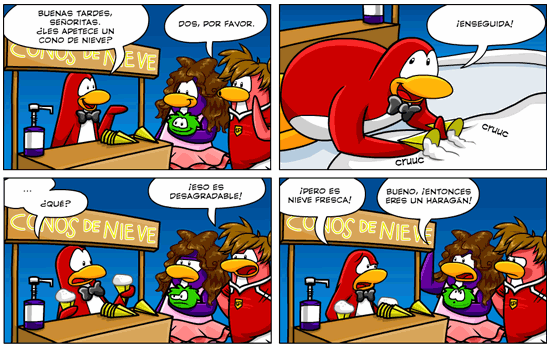 BUENAS TARDES,
SEÑORITAS.
¿LES APETECE UN
CONO DE NIEVE?
DOS, POR FAVOR.
CONOS DE NIEVE
¡ENSEGUIDA!
CRUUC
CRUUC
...
¿QUÉ?
¡ESO ES
DESAGRADABLE!
CONOS DE NIEVE
¡PERO ES
NIEVE FRESCA!
BUENO, ¡ENTONCES
ERES UN HARAGÁN!
CONOS DE NIEVE